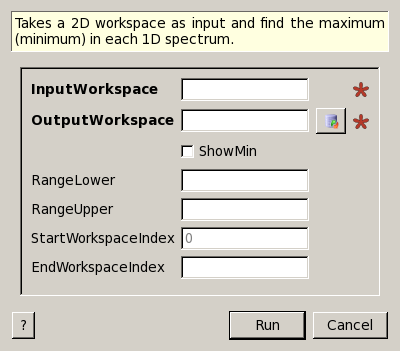 Takes a 2D workspace as input and find the maximum
(minimum) in each 1D spectrum.
InputWorkspace
OutputWorkspace
ShowMin
RangeLower
RangeUpper
StartWorkspaceIndex 0
EndWorkspaceIndex
? Run Cancel